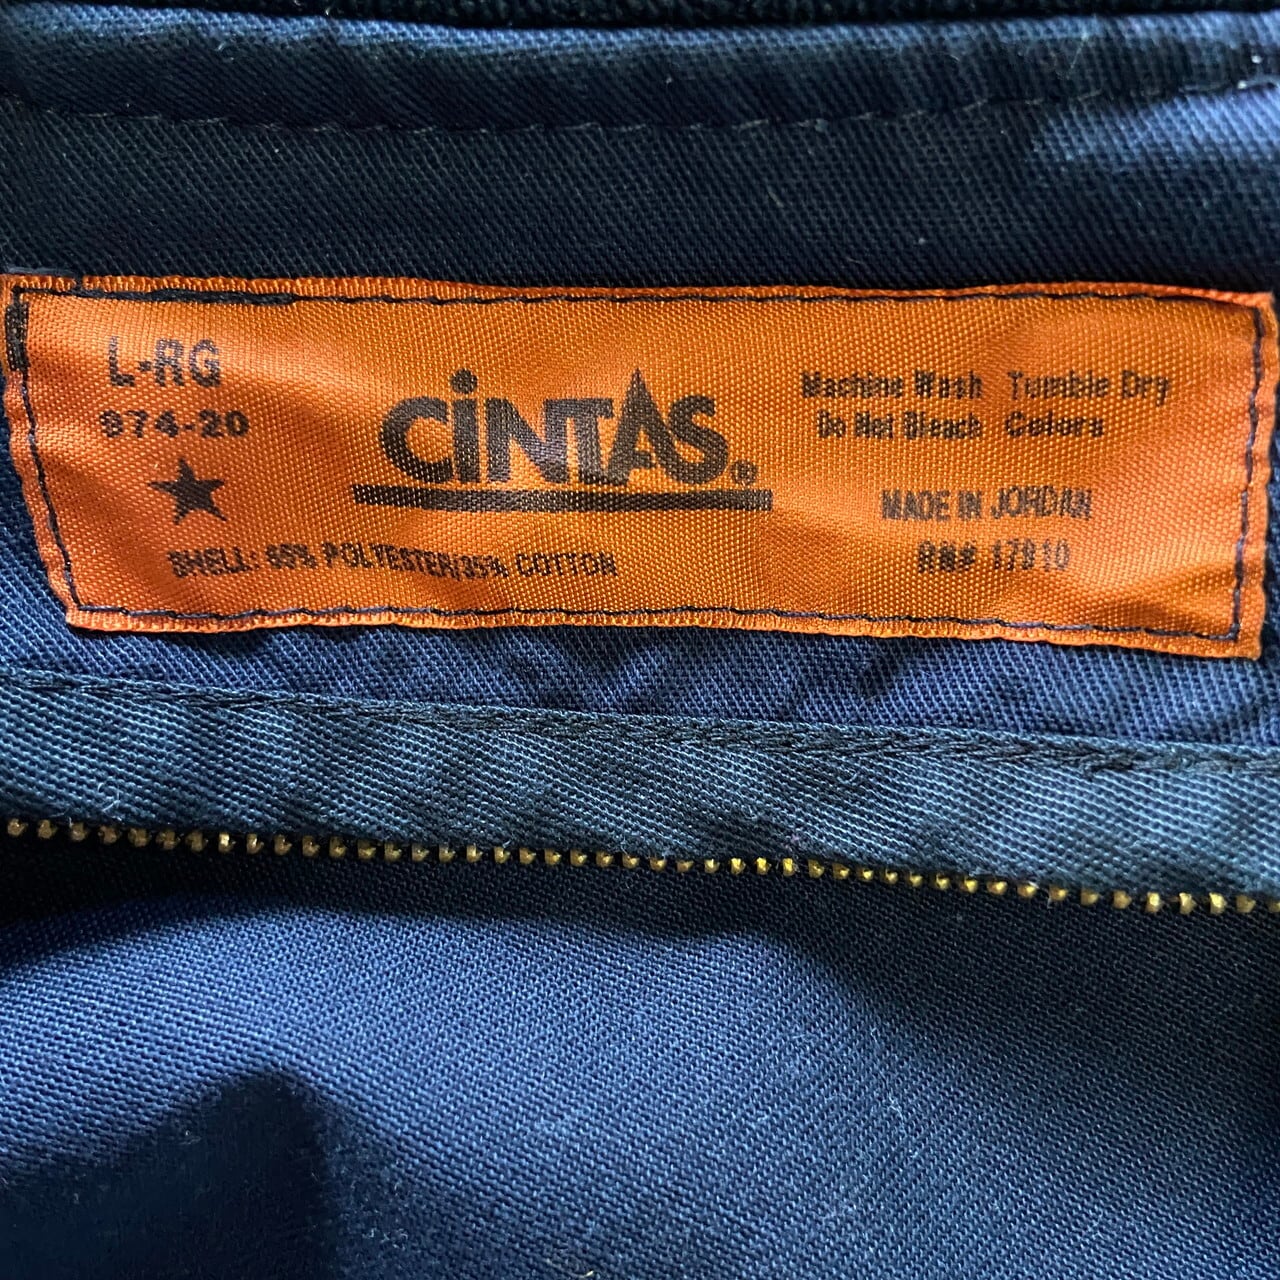 L-RG
974-20
CiNTAS.
SHELL: 65% POLYESTER/35% COTTON
Machine Wash Tumble Dry
Do Not Bleach Colors
MADE IN JORDAN
RN# 17910